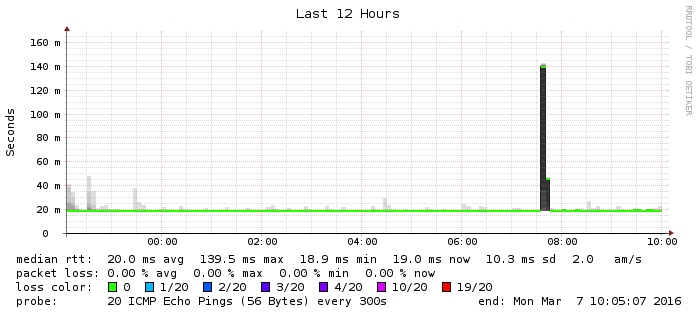 Last 12 Hours
RRDTOOL / TOBI OETIKER
Seconds
160 m
140 m
120 m
100 m
80 m
60 m
40 m
20 m
0
00:00 02:00 04:00 06:00 08:00 10:00
median rtt: 20.0 ms avg 139.5 ms max 18.9 ms min 19.0 ms now 10.3 ms sd 2.0 am/s
packet loss: 0.00 % avg 0.00 % max 0.00 % min 0.00 % now
loss color: 0 1/20 2/20 3/20 4/20 10/20 19/20
probe: 20 ICMP Echo Pings (56 Bytes) every 300s end: Mon Mar 7 10:05:07 2016